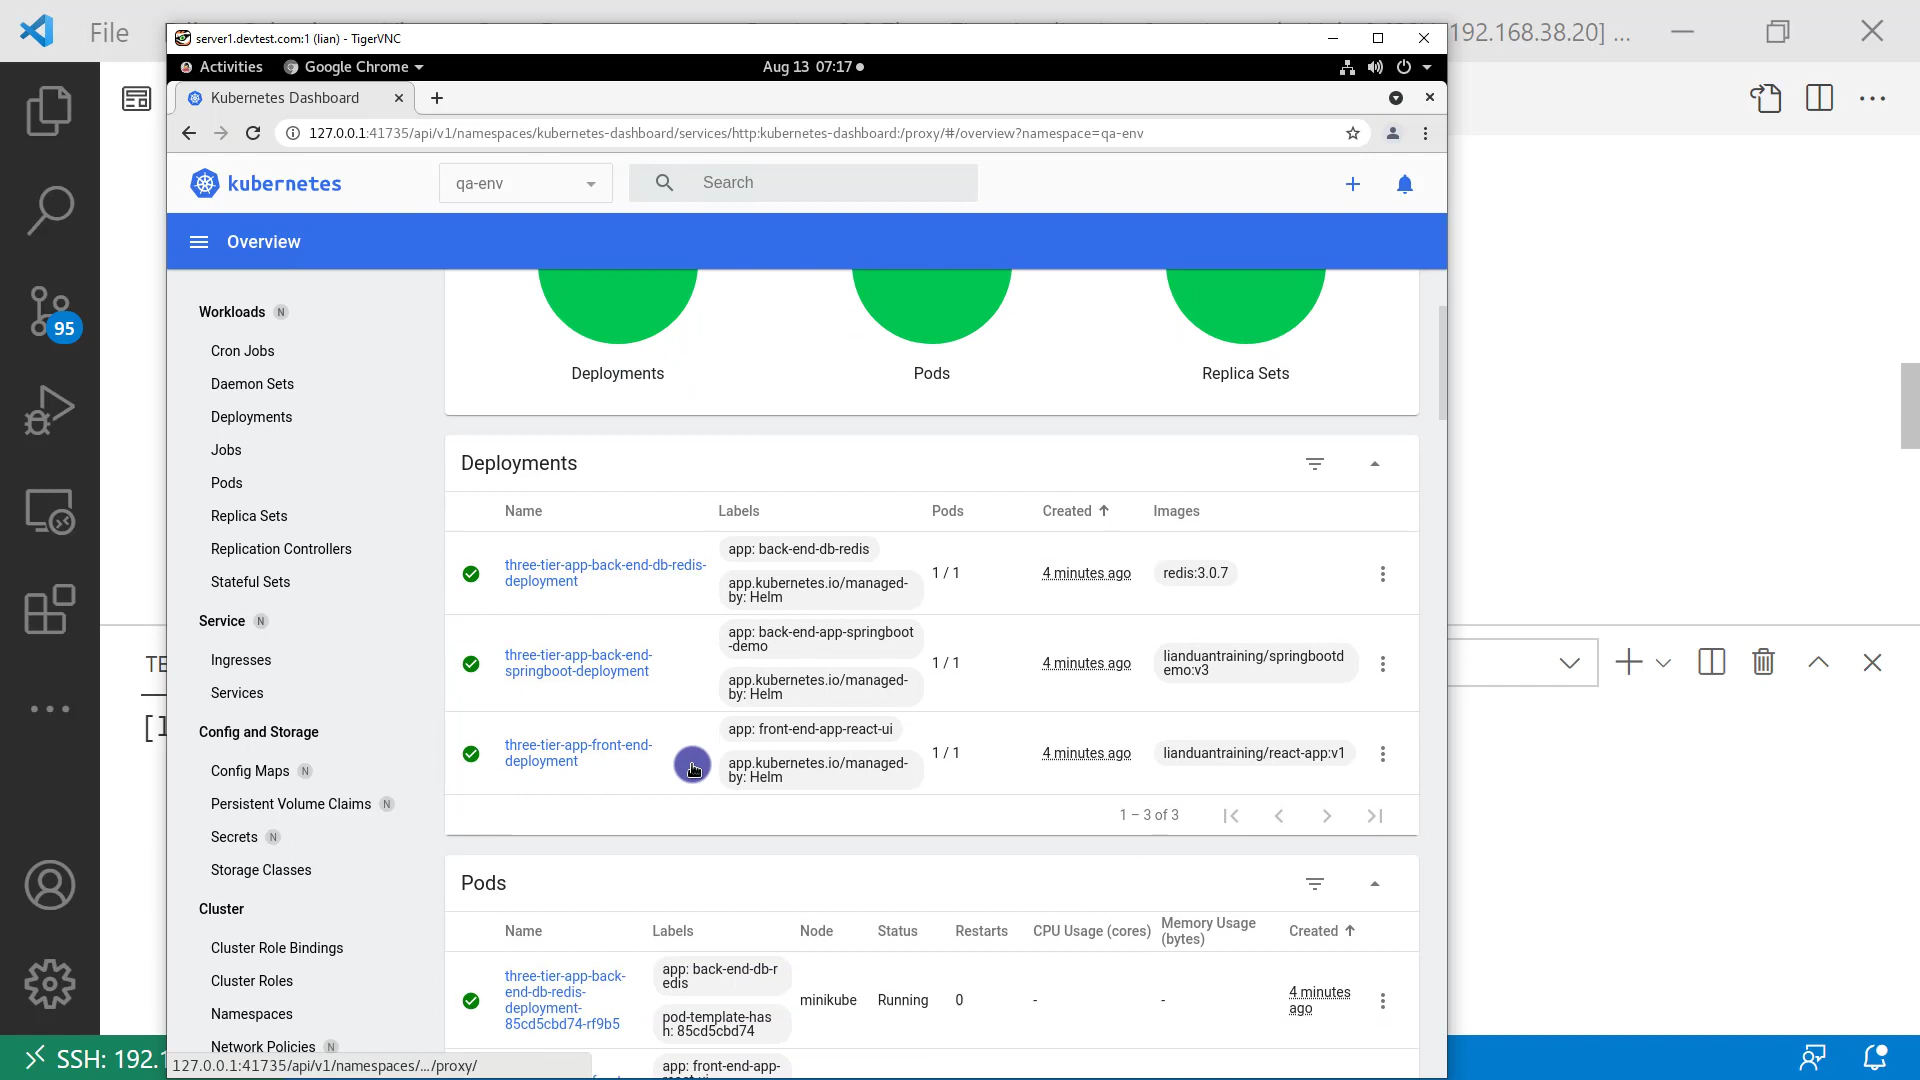 File
192.168.38.20] ...
server1.devtest.com:1 (lian) - TigerVNC
Activities
Google Chrome
Aug 13 07:17
Kubernetes Dashboard
127.0.0.1:41735/api/v1/namespaces/kubernetes-dashboard/services/http:kubernetes-dashboard:/proxy/#/overview?namespace=qa-env
kubernetes
qa-env
Search
Overview
Workloads N
Cron Jobs
Daemon Sets
Deployments
Jobs
Pods
Replica Sets
Replication Controllers
Stateful Sets
Service N
Ingresses
Services
Config and Storage
Config Maps N
Persistent Volume Claims N
Secrets N
Storage Classes
Cluster
Cluster Role Bindings
Cluster Roles
Namespaces
Network Policies N
Deployments
Pods
Replica Sets
Deployments
Name
Labels
Pods
Created
Images
three-tier-app-back-end-db-redis-
deployment
app: back-end-db-redis
app.kubernetes.io/managed-
by: Helm
1 / 1
4 minutes ago
redis:3.0.7
three-tier-app-back-end-
springboot-deployment
app: back-end-app-springboot
-demo
app.kubernetes.io/managed-
by: Helm
1 / 1
4 minutes ago
lianduantraining/springbootd
emo:v3
three-tier-app-front-end-
deployment
app: front-end-app-react-ui
app.kubernetes.io/managed-
by: Helm
1 / 1
4 minutes ago
lianduantraining/react-app:v1
1 – 3 of 3
Pods
Name
Labels
Node
Status
Restarts
CPU Usage (cores)
Memory Usage
(bytes)
Created
three-tier-app-back-
end-db-redis-
deployment-
85cd5cbd74-rf9b5
app: back-end-db-r
edis
pod-template-has
h: 85cd5cbd74
minikube
Running
0
-
-
4 minutes
ago
app: front-end-app-
127.0.0.1:41735/api/v1/namespaces/.../proxy/
95
TE
[1
SSH: 192.1